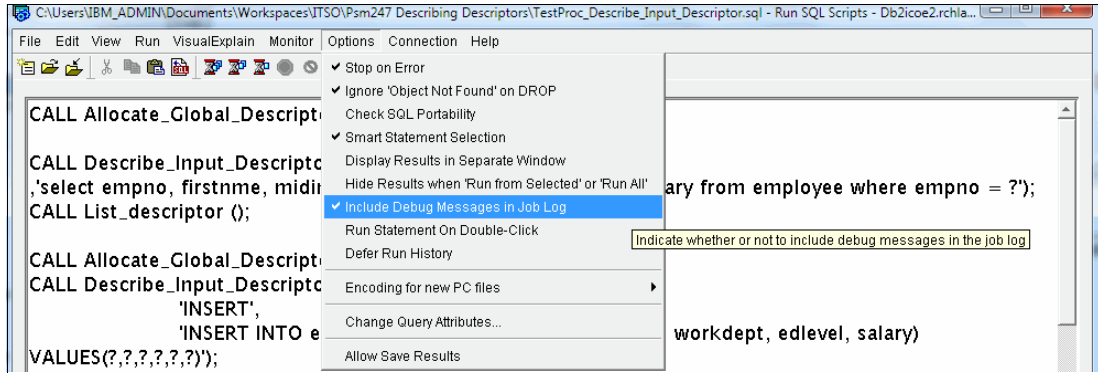 C:\Users\IBM_ADMIN\Documents\Workspaces\ITSO\Psm247 Describing Descriptors\TestProc_Describe_Input_Descriptor.sql - Run SQL Scripts - Db2icoe2.rchla...
File Edit View Run VisualExplain Monitor Options Connection Help
Stop on Error
Ignore 'Object Not Found' on DROP
Check SQL Portability
Smart Statement Selection
Display Results in Separate Window
Hide Results when 'Run from Selected' or 'Run All'
Include Debug Messages in Job Log
Run Statement On Double-Click
Defer Run History
Encoding for new PC files
Change Query Attributes...
Allow Save Results
Indicate whether or not to include debug messages in the job log
CALL Allocate_Global_Descript
CALL Describe_Input_Descripto
,'select empno, firstnme, midi ary from employee where empno = ?');
CALL List_descriptor ();
CALL Allocate_Global_Descript
CALL Describe_Input_Descripto
'INSERT',
'INSERT INTO e workdept, edlevel, salary)
VALUES(?,?,?,?,?,?)');